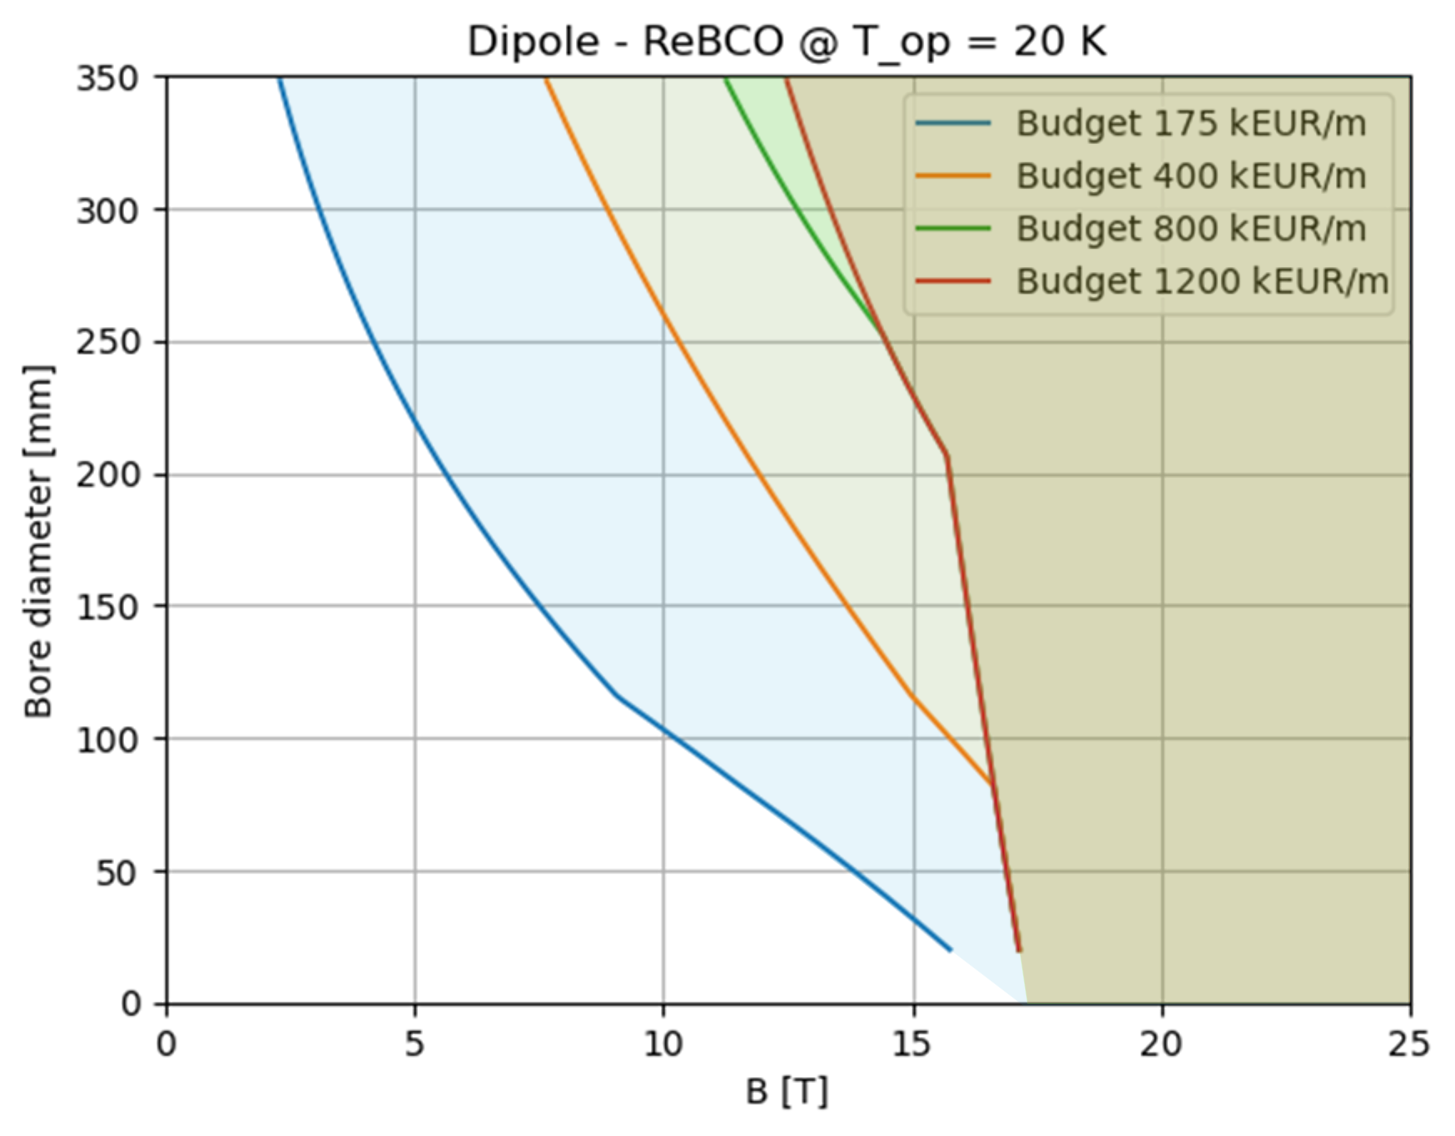 Dipole - ReBCO @ T_op = 20 K
350
300
250
200
150
100
50
0
Bore diameter [mm]
Budget 175 kEUR/m
Budget 400 kEUR/m
Budget 800 kEUR/m
Budget 1200 kEUR/m
0 5 10 15 20 25
B [T]